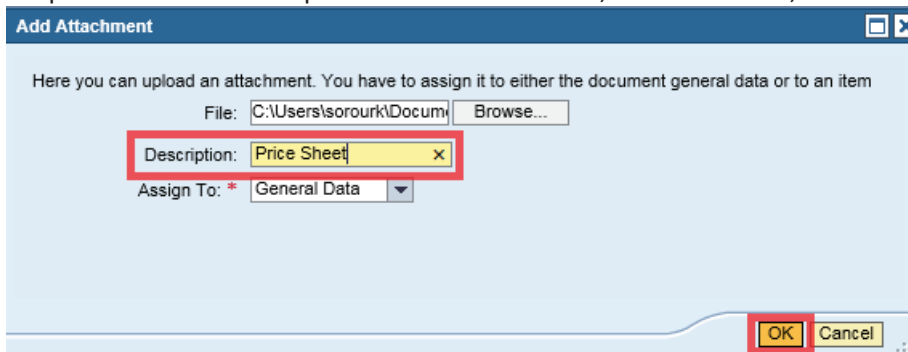 Add Attachment
Here you can upload an attachment. You have to assign it to either the document general data or to an item
File: C:\Users\sorourk\Docum Browse...
Description: Price Sheet
Assign To: * General Data
OK Cancel